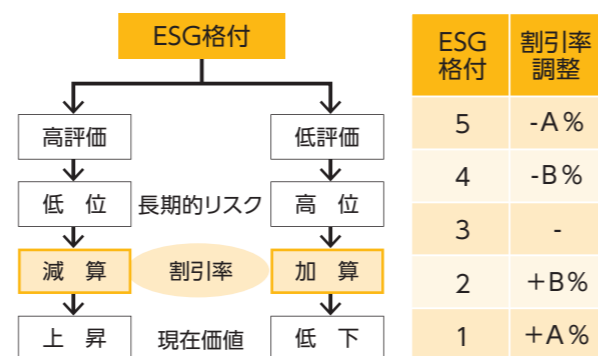 ESG格付
高評価
低評価
低 位
長期的リスク
高 位
減 算
割引率
加 算
上 昇
現在価値
低 下
ESG
格付
割引率
調整
5
-A%
4
-B%
3
-
2
+B%
1
+A%